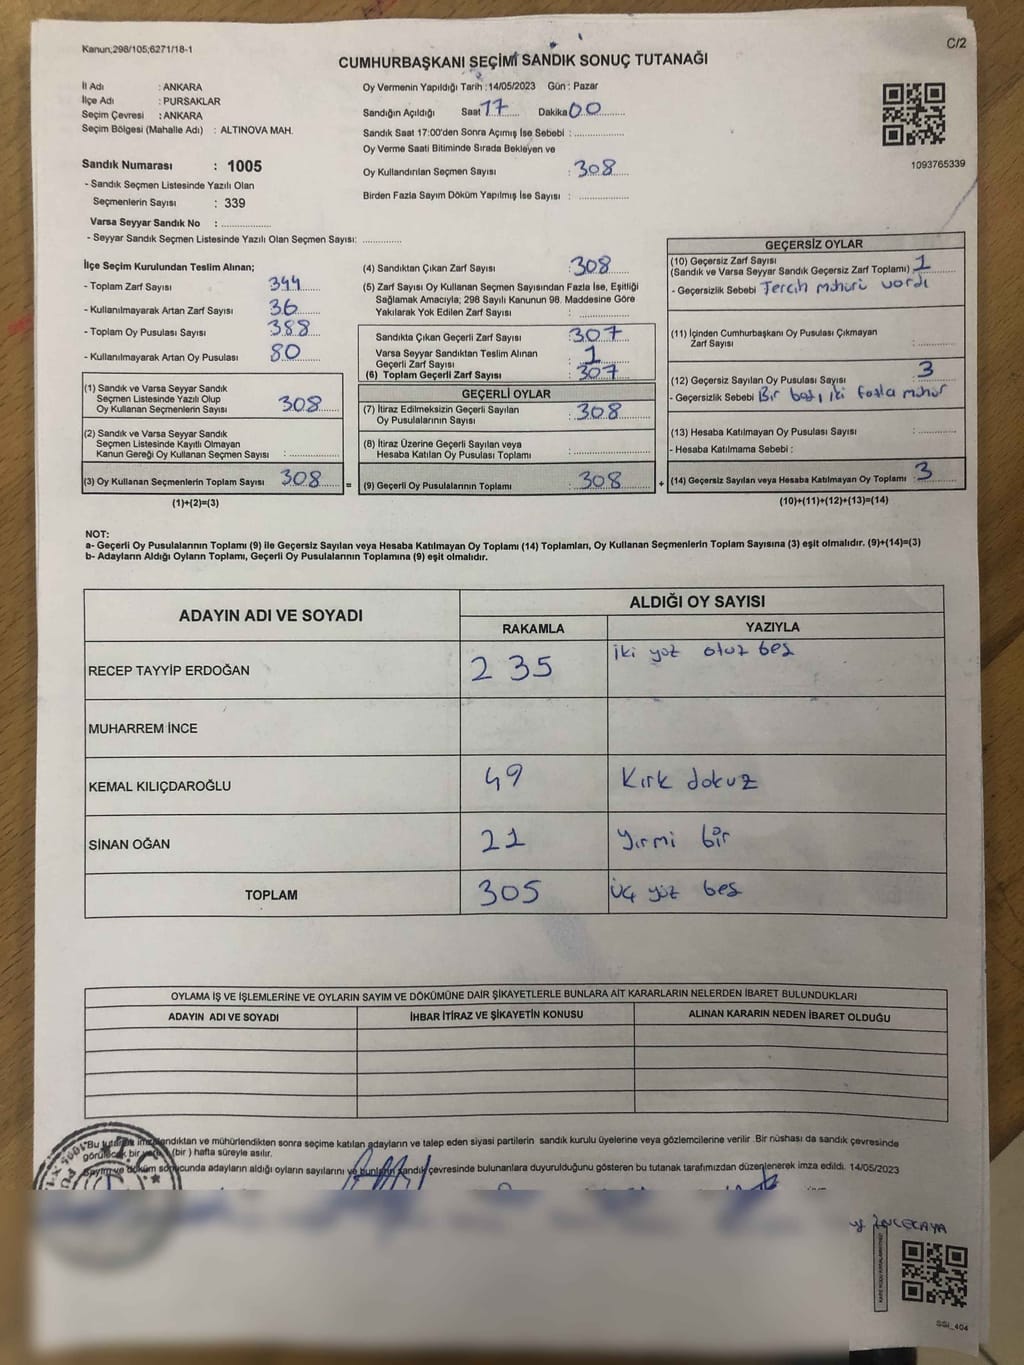 Kanun;298/105;6271/18-1
C/2
CUMHURBAŞKANI SEÇİMİ SANDIK SONUÇ TUTANAĞI
İl Adı : ANKARA
İlçe Adı : PURSAKLAR
Seçim Çevresi : ANKARA
Seçim Bölgesi (Mahalle Adı) : ALTINOVA MAH.
Oy Vermenin Yapıldığı Tarih :14/05/2023 Gün : Pazar
Sandığın Açıldığı Saat 17 Dakika 00
Sandık Saat 17:00'den Sonra Açımış İse Sebebi :
Oy Verme Saati Bitiminde Sırada Bekleyen ve
Oy Kullandırılan Seçmen Sayısı : 308
Birden Fazla Sayım Döküm Yapılmış İse Sayısı :
1093765339
Sandık Numarası : 1005
- Sandık Seçmen Listesinde Yazılı Olan
Seçmenlerin Sayısı : 339
Varsa Seyyar Sandık No :
- Seyyar Sandık Seçmen Listesinde Yazılı Olan Seçmen Sayısı:
İlçe Seçim Kurulundan Teslim Alınan;
- Toplam Zarf Sayısı 344
- Kullanılmayarak Artan Zarf Sayısı 36
- Toplam Oy Pusulası Sayısı 388
- Kullanılmayarak Artan Oy Pusulası 80
(1) Sandık ve Varsa Seyyar Sandık
Seçmen Listesinde Yazılı Olup
Oy Kullanan Seçmenlerin Sayısı 308
(2) Sandık ve Varsa Seyyar Sandık
Seçmen Listesinde Kayıtlı Olmayan
Kanun Gereği Oy Kullanan Seçmen Sayısı :
(3) Oy Kullanan Seçmenlerin Toplam Sayısı 308
=
(1)+(2)=(3)
(4) Sandıktan Çıkan Zarf Sayısı : 308
(5) Zarf Sayısı Oy Kullanan Seçmen Sayısından Fazla İse, Eşitliği
Sağlamak Amacıyla; 298 Sayılı Kanunun 98. Maddesine Göre
Yakılarak Yok Edilen Zarf Sayısı :
Sandıkta Çıkan Geçerli Zarf Sayısı : 307
Varsa Seyyar Sandıktan Teslim Alınan
Geçerli Zarf Sayısı : 1
(6) Toplam Geçerli Zarf Sayısı : 307
GEÇERLİ OYLAR
(7) İtiraz Edilmeksizin Geçerli Sayılan
Oy Pusulalarının Sayısı : 308
(8) İtiraz Üzerine Geçerli Sayılan veya
Hesaba Katılan Oy Pusulası Toplamı :
(9) Geçerli Oy Pusulalarının Toplamı : 308
+
GEÇERSİZ OYLAR
(10) Geçersiz Zarf Sayısı
(Sandık ve Varsa Seyyar Sandık Geçersiz Zarf Toplamı) : 1
- Geçersizlik Sebebi Tercih mührü vardı
(11) İçinden Cumhurbaşkanı Oy Pusulası Çıkmayan
Zarf Sayısı :
(12) Geçersiz Sayılan Oy Pusulası Sayısı : 3
- Geçersizlik Sebebi Bir boş, iki fazla mühür
(13) Hesaba Katılmayan Oy Pusulası Sayısı :
- Hesaba Katılmama Sebebi :
(14) Geçersiz Sayılan veya Hesaba Katılmayan Oy Toplamı : 3
(10)+(11)+(12)+(13)=(14)
NOT:
a- Geçerli Oy Pusulalarının Toplamı (9) ile Geçersiz Sayılan veya Hesaba Katılmayan Oy Toplamı (14) Toplamları, Oy Kullanan Seçmenlerin Toplam Sayısına (3) eşit olmalıdır. (9)+(14)=(3)
b- Adayların Aldığı Oyların Toplamı, Geçerli Oy Pusulalarının Toplamına (9) eşit olmalıdır.
ADAYIN ADI VE SOYADI
ALDIĞI OY SAYISI
RAKAMLA YAZIYLA
RECEP TAYYİP ERDOĞAN 235 iki yüz otuz beş
MUHARREM İNCE
KEMAL KILIÇDAROĞLU 49 Kırk dokuz
SİNAN OĞAN 21 Yirmi bir
TOPLAM 305 üç yüz beş
OYLAMA İŞ VE İŞLEMLERİNE VE OYLARIN SAYIM VE DÖKÜMÜNE DAİR ŞİKAYETLERLE BUNLARA AİT KARARLARIN NELERDEN İBARET BULUNDUKLARI
ADAYIN ADI VE SOYADI İHBAR İTİRAZ VE ŞİKAYETİN KONUSU ALINAN KARARIN NEDEN İBARET OLDUĞU
Bu tutanak imzalendıktan ve mühürlendikten sonra seçime katılan adayların ve talep eden siyasi partilerin sandık kurulu üyelerine veya gözlemcilerine verilir. Bir nüshası da sandık çevresinde
görülecek bir yere, (bir ) hafta süreyle asılır.
Sayım ve döküm sonucunda adayların aldığı oyların sayılarını ve bunların sandık çevresinde bulunanlara duyurulduğunu gösteren bu tutanak tarafımızdan düzenlenerek imza edildi. 14/05/2023
İNCEKAYA
SSI_404